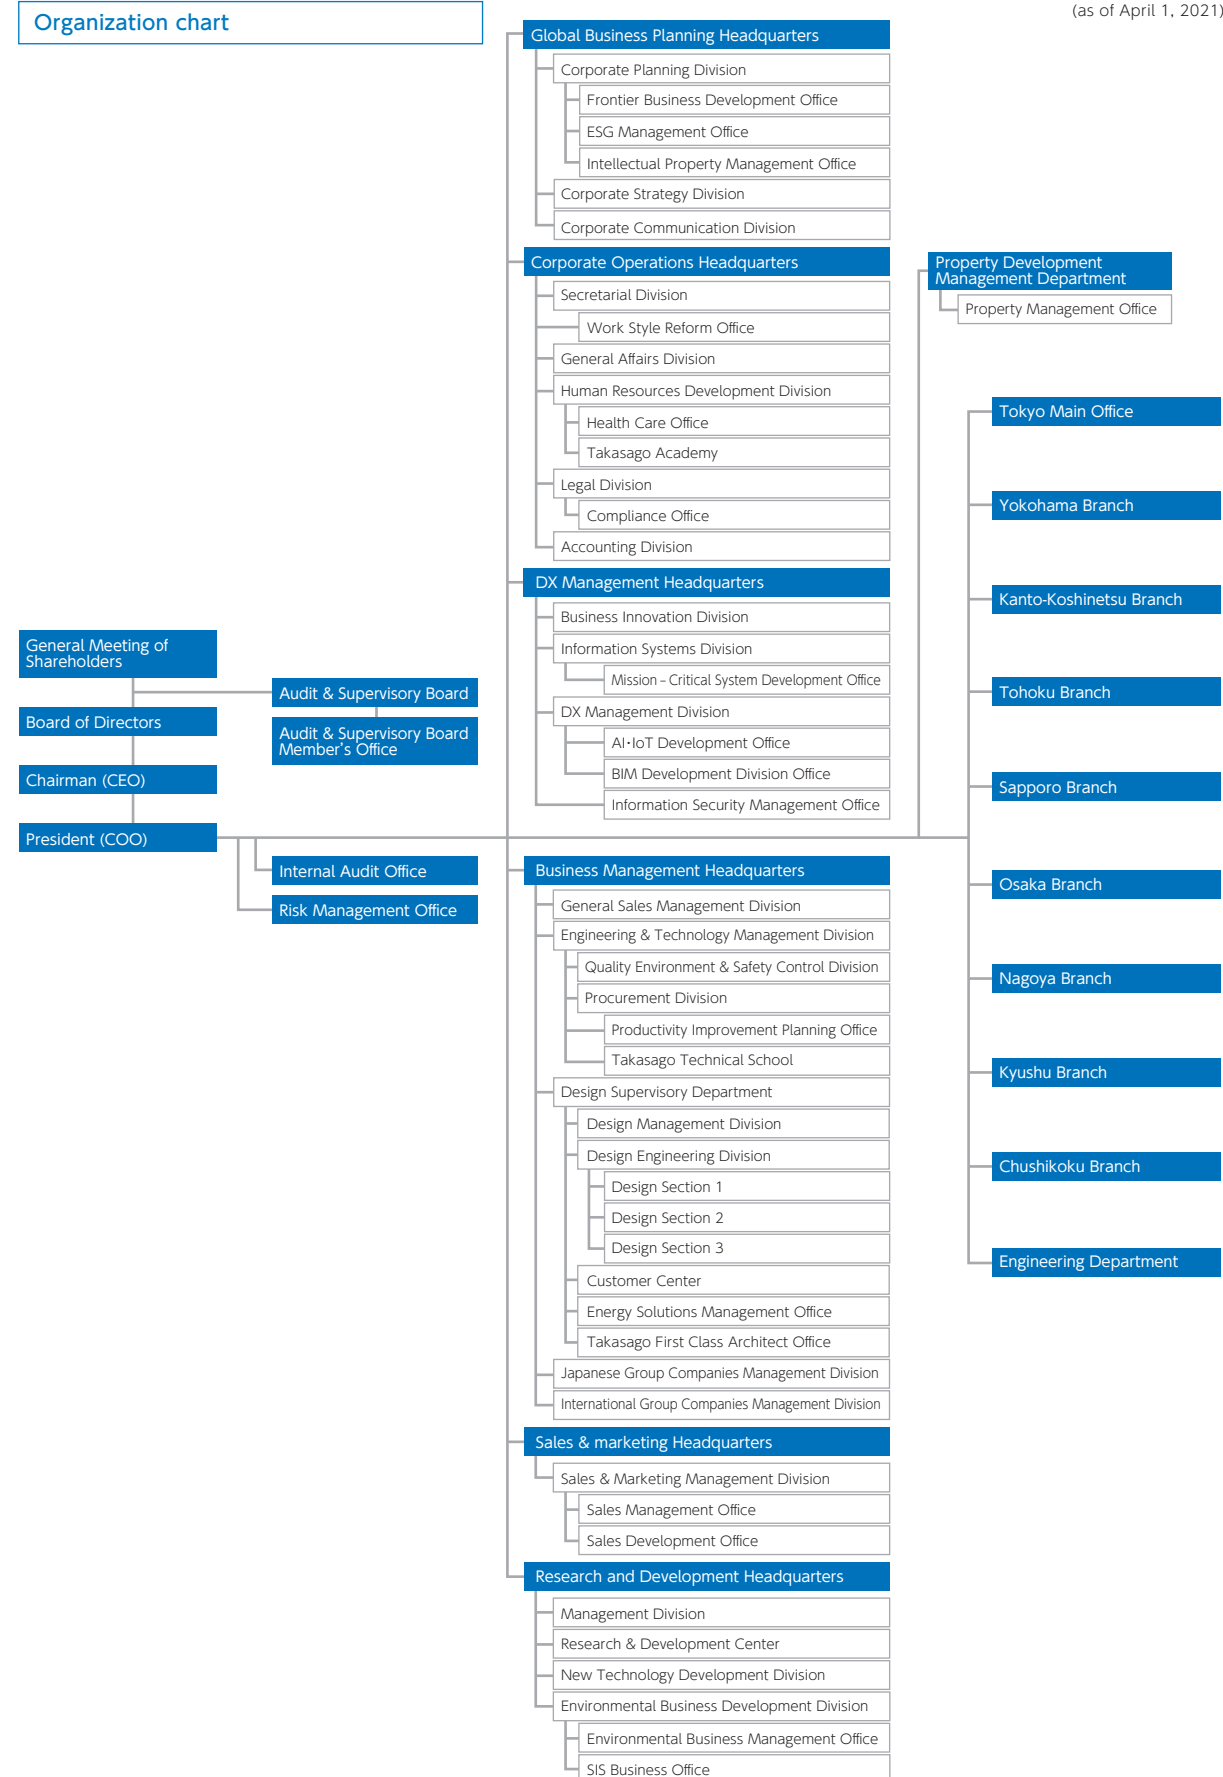 Organization chart
(as of April 1, 2021)
Global Business Planning Headquarters
Corporate Planning Division
Frontier Business Development Office
ESG Management Office
Intellectual Property Management Office
Corporate Strategy Division
Corporate Communication Division
Corporate Operations Headquarters
Secretarial Division
Work Style Reform Office
General Affairs Division
Human Resources Development Division
Health Care Office
Takasago Academy
Legal Division
Compliance Office
Accounting Division
DX Management Headquarters
Business Innovation Division
Information Systems Division
Mission – Critical System Development Office
DX Management Division
AI・IoT Development Office
BIM Development Division Office
Information Security Management Office
General Meeting of
Shareholders
Audit & Supervisory Board
Board of Directors
Audit & Supervisory Board
Member's Office
Chairman (CEO)
President (COO)
Internal Audit Office
Risk Management Office
Business Management Headquarters
General Sales Management Division
Engineering & Technology Management Division
Quality Environment & Safety Control Division
Procurement Division
Productivity Improvement Planning Office
Takasago Technical School
Design Supervisory Department
Design Management Division
Design Engineering Division
Design Section 1
Design Section 2
Design Section 3
Customer Center
Energy Solutions Management Office
Takasago First Class Architect Office
Japanese Group Companies Management Division
International Group Companies Management Division
Sales & marketing Headquarters
Sales & Marketing Management Division
Sales Management Office
Sales Development Office
Research and Development Headquarters
Management Division
Research & Development Center
New Technology Development Division
Environmental Business Development Division
Environmental Business Management Office
SIS Business Office
Property Development
Management Department
Property Management Office
Tokyo Main Office
Yokohama Branch
Kanto-Koshinetsu Branch
Tohoku Branch
Sapporo Branch
Osaka Branch
Nagoya Branch
Kyushu Branch
Chushikoku Branch
Engineering Department